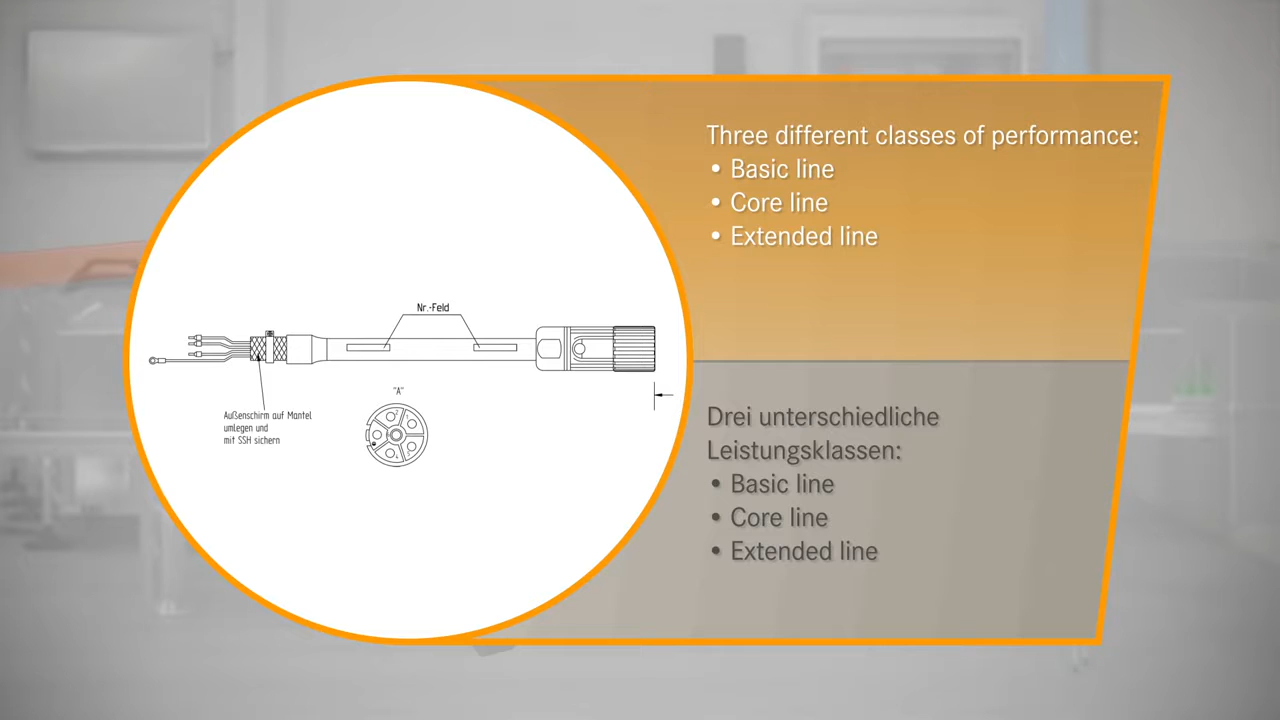 Three different classes of performance:
• Basic line
• Core line
• Extended line
Nr.-Feld
"A"
Außenschirm auf Mantel
umlegen und
mit SSH sichern
Drei unterschiedliche
Leistungsklassen:
• Basic line
• Core line
• Extended line